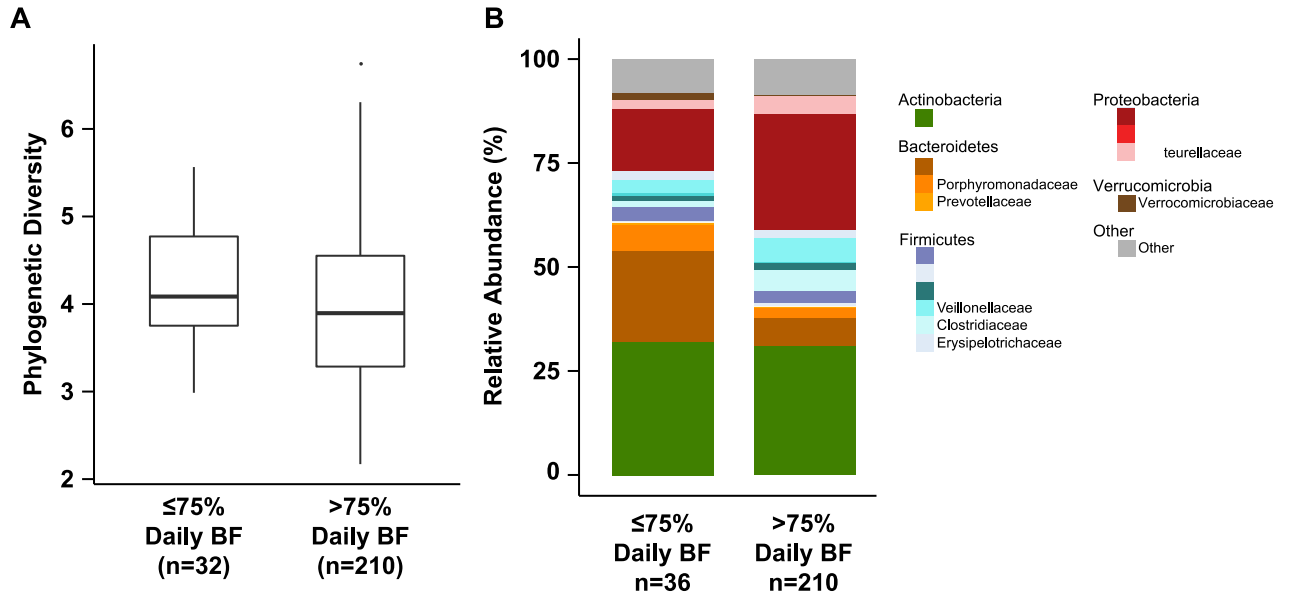 A
Phylogenetic Diversity
6
5
4
3
2
≤75%
Daily BF
(n=32)
>75%
Daily BF
(n=210)
B
Relative Abundance (%)
100
75
50
25
0
≤75%
Daily BF
n=36
>75%
Daily BF
n=210
Actinobacteria
Bacteroidetes
Porphyromonadaceae
Prevotellaceae
Firmicutes
Veillonellaceae
Clostridiaceae
Erysipelotrichaceae
Proteobacteria
teurellaceae
Verrucomicrobia
Verrocomicrobiaceae
Other
Other